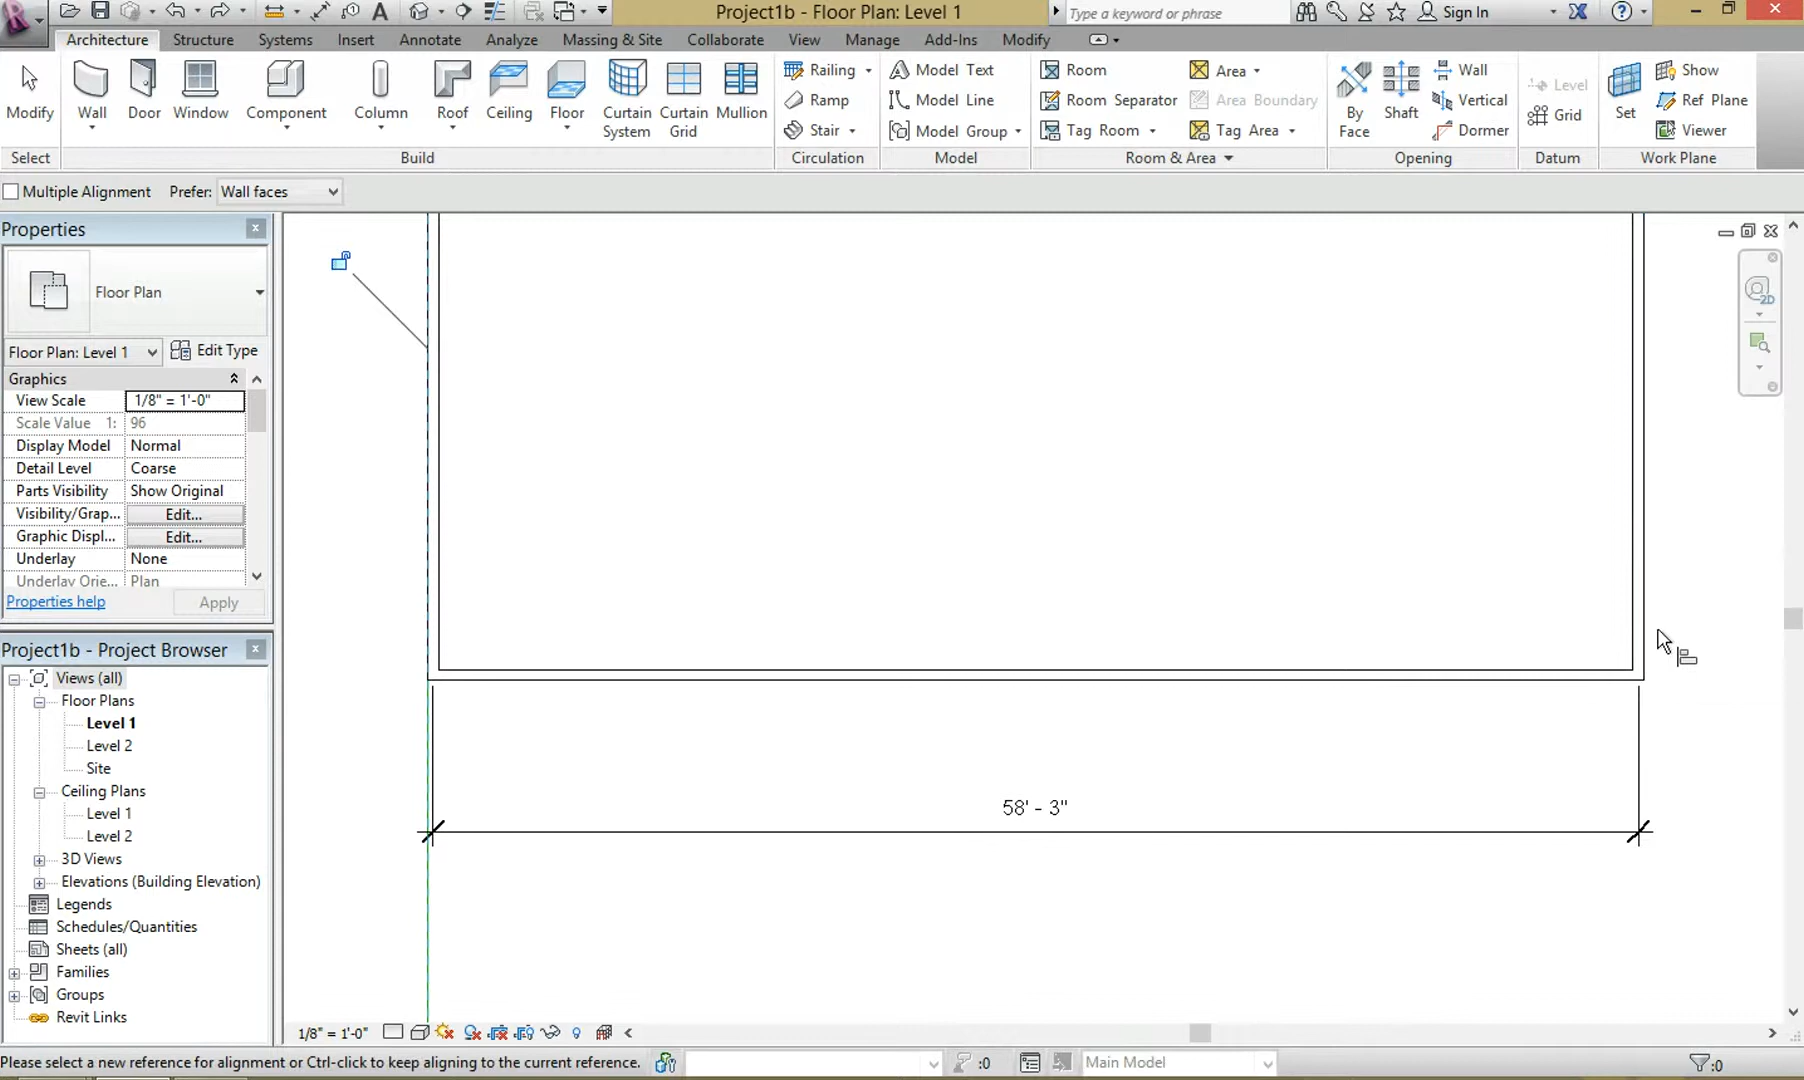 Project1b - Floor Plan: Level 1
Type a keyword or phrase
Sign In
Architecture Structure Systems Insert Annotate Analyze Massing & Site Collaborate View Manage Add-Ins Modify
Modify Wall Door Window Component Column Roof Ceiling Floor Curtain System Curtain Grid Mullion
Railing Ramp Stair
Model Text Model Line Model Group
Room Room Separator Tag Room
Area Area Boundary Tag Area
By Face Shaft Wall Vertical Dormer
Level Grid
Set Show Ref Plane Viewer
Select Build Circulation Model Room & Area Opening Datum Work Plane
Multiple Alignment Prefer: Wall faces
Properties
Floor Plan
Floor Plan: Level 1 Edit Type
Graphics
View Scale 1/8" = 1'-0"
Scale Value 1: 96
Display Model Normal
Detail Level Coarse
Parts Visibility Show Original
Visibility/Grap... Edit...
Graphic Displ... Edit...
Underlay None
Underlay Orie... Plan
Properties help Apply
Project1b - Project Browser
Views (all)
Floor Plans
Level 1
Level 2
Site
Ceiling Plans
Level 1
Level 2
3D Views
Elevations (Building Elevation)
Legends
Schedules/Quantities
Sheets (all)
Families
Groups
Revit Links
2D
58' - 3"
1/8" = 1'-0"
Please select a new reference for alignment or Ctrl-click to keep aligning to the current reference.
:0
Main Model
:0